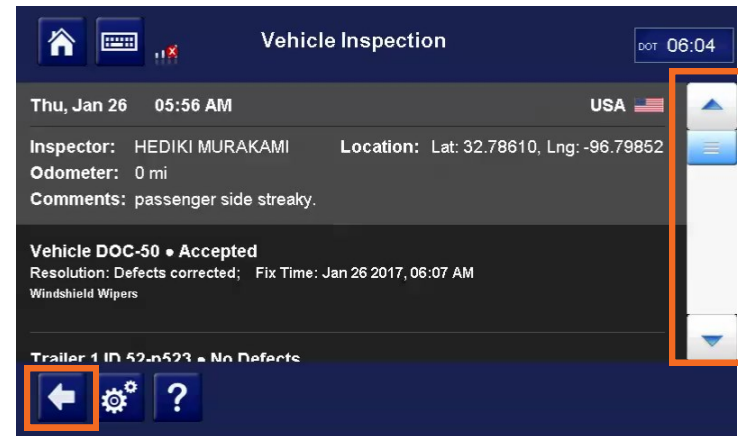 Vehicle Inspection
DOT 06:04
Thu, Jan 26 05:56 AM USA
Inspector: HEDIKI MURAKAMI Location: Lat: 32.78610, Lng: -96.79852
Odometer: 0 mi
Comments: passenger side streaky.
Vehicle DOC-50 • Accepted
Resolution: Defects corrected; Fix Time: Jan 26 2017, 06:07 AM
Windshield Wipers
Trailer 1 ID 52-p523 • No Defects
?